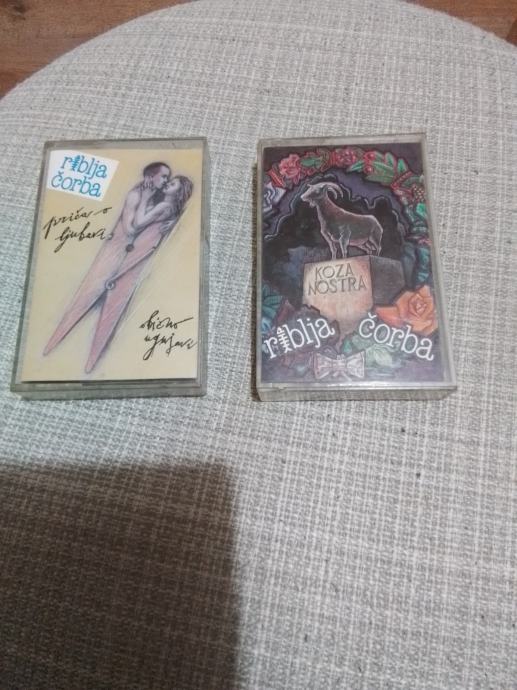 riblja
čorba
priča o
ljubavi
obično
ugnjavi
KOZA
NOSTRA
riblja čorba